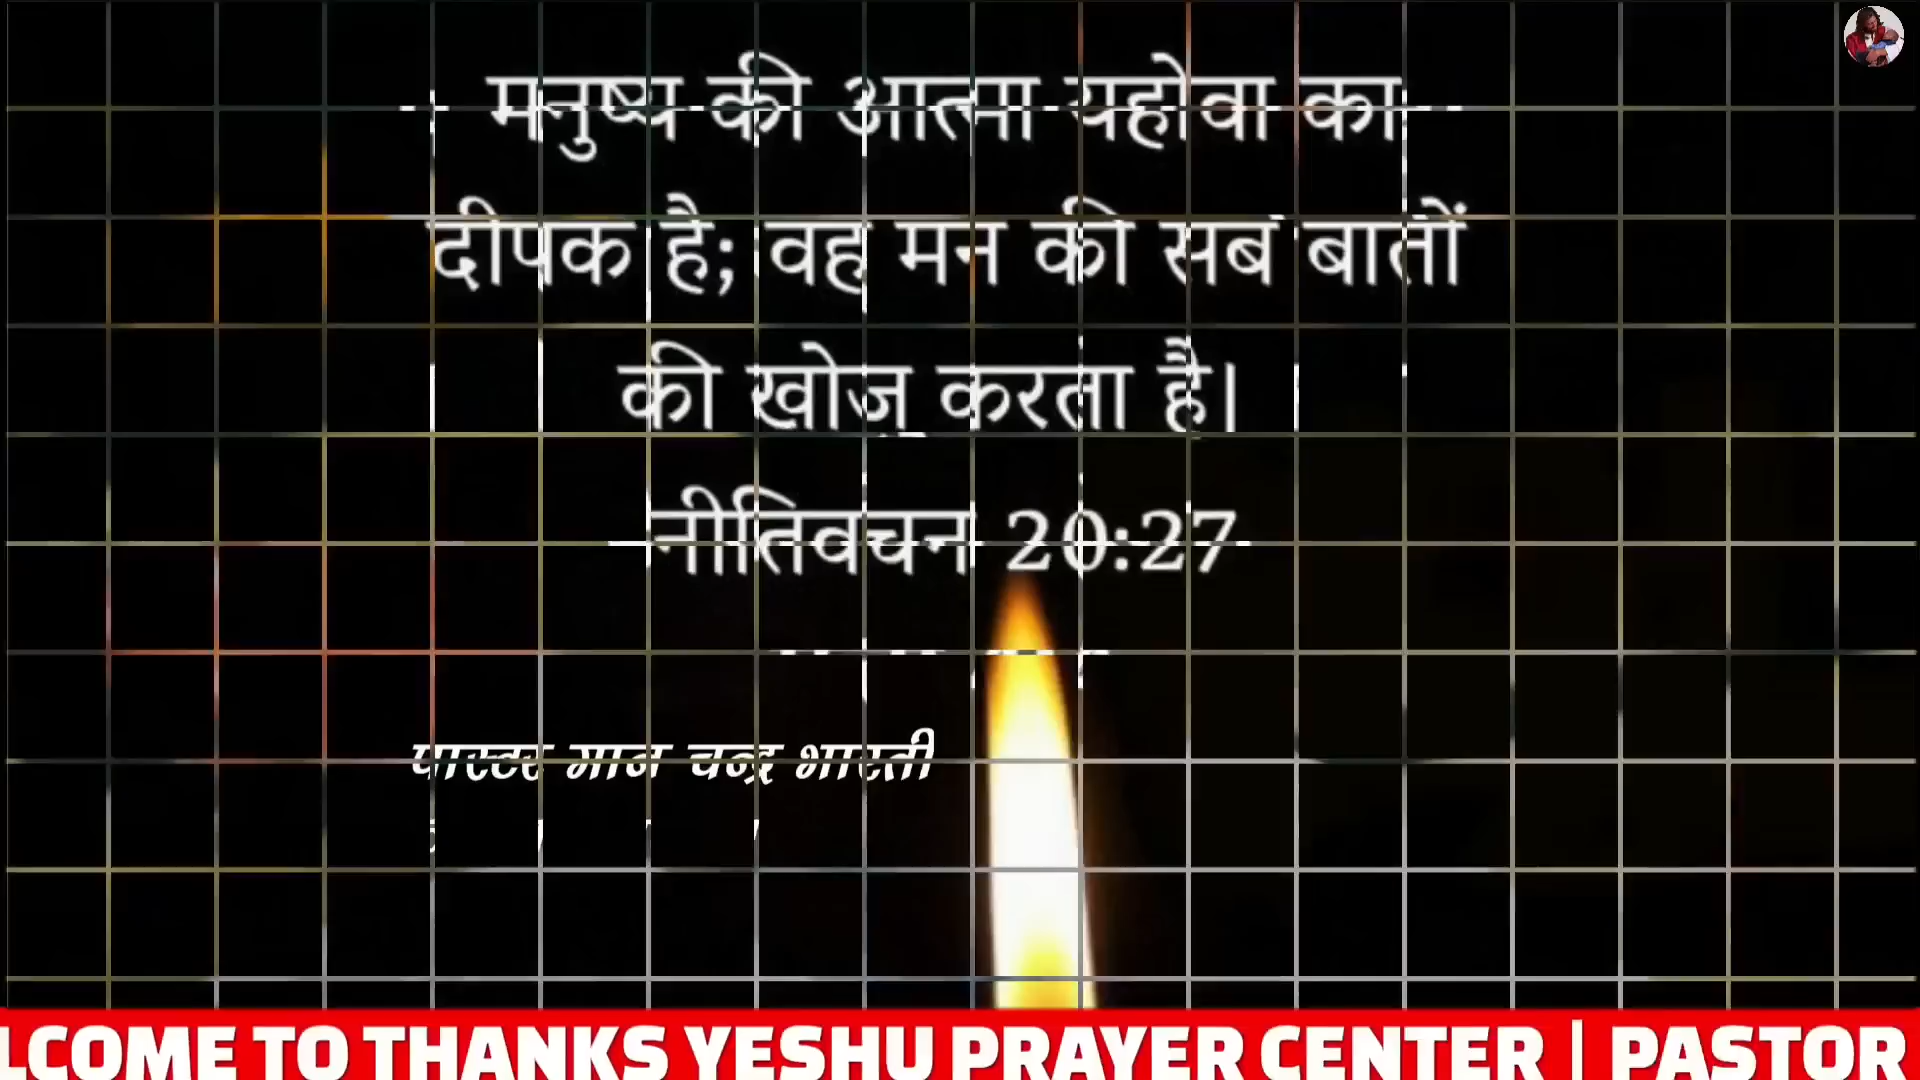 मनुष्य की आत्मा यहोवा का
दीपक है; वह मन की सब बातों
की खोज करता है।
नीतिवचन 20:27
पास्टर मान चन्द्र भारती
LCOME TO THANKS YESHU PRAYER CENTER | PASTOR